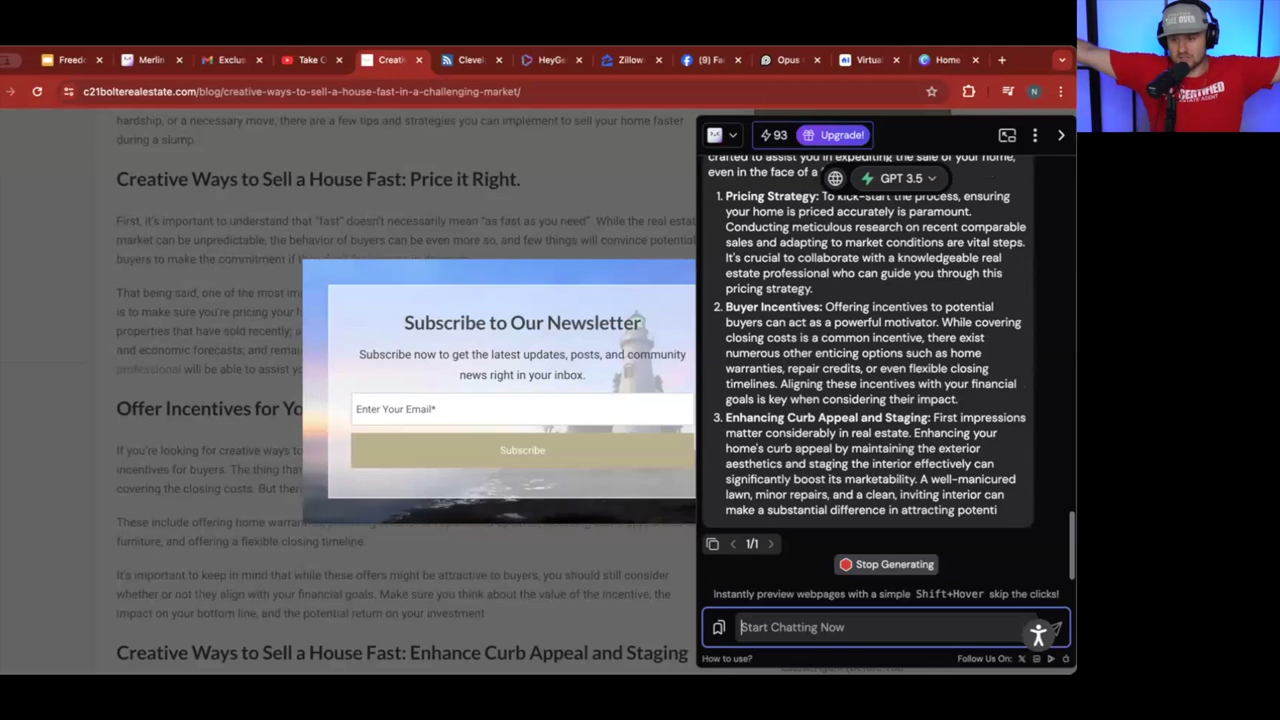 Freedo
Merlin
Exclus
Take C
Creativ
Clevel
HeyGe
Zillow
(9) Fa
Opus C
Virtual
Home
c21bolterealestate.com/blog/creative-ways-to-sell-a-house-fast-in-a-challenging-market/
N
hardship, or a necessary move, there are a few tips and strategies you can implement to sell your home faster
during a slump.
Creative Ways to Sell a House Fast: Price it Right.
First, it's important to understand that "fast" doesn't necessarily mean "as fast as you need". While the real estat
market can be unpredictable, the behavior of buyers can be even more so, and few things will convince potential
buyers to make the commitment if
That being said, one of the most im
is to make sure you're pricing your h
properties that have sold recently; a
and economic forecasts; and remain
professional will be able to assist yo
Offer Incentives for Yo
If you're looking for creative ways to
incentives for buyers. The thing that
covering the closing costs. But there
These include offering home warran
furniture, and offering a flexible closing timeline.
It's important to keep in mind that while these offers might be attractive to buyers, you should still consider
whether or not they align with your financial goals. Make sure you think about the value of the incentive, the
impact on your bottom line, and the potential return on your investment
Creative Ways to Sell a House Fast: Enhance Curb Appeal and Staging
Subscribe to Our Newsletter
Subscribe now to get the latest updates, posts, and community
news right in your inbox.
Enter Your Email*
Subscribe
93
Upgrade!
crafted to assist you in expediting the sale of your home,
even in the face of a
GPT 3.5
1. Pricing Strategy: To kick-start the process, ensuring
your home is priced accurately is paramount.
Conducting meticulous research on recent comparable
sales and adapting to market conditions are vital steps.
It's crucial to collaborate with a knowledgeable real
estate professional who can guide you through this
pricing strategy.
2. Buyer Incentives: Offering incentives to potential
buyers can act as a powerful motivator. While covering
closing costs is a common incentive, there exist
numerous other enticing options such as home
warranties, repair credits, or even flexible closing
timelines. Aligning these incentives with your financial
goals is key when considering their impact.
3. Enhancing Curb Appeal and Staging: First impressions
matter considerably in real estate. Enhancing your
home's curb appeal by maintaining the exterior
aesthetics and staging the interior effectively can
significantly boost its marketability. A well-manicured
lawn, minor repairs, and a clean, inviting interior can
make a substantial difference in attracting potenti
1/1
Stop Generating
Instantly preview webpages with a simple Shift+Hover skip the clicks!
Start Chatting Now
How to use?
Follow Us On:
OVER
CERTIFIED
ESTATE AGENT